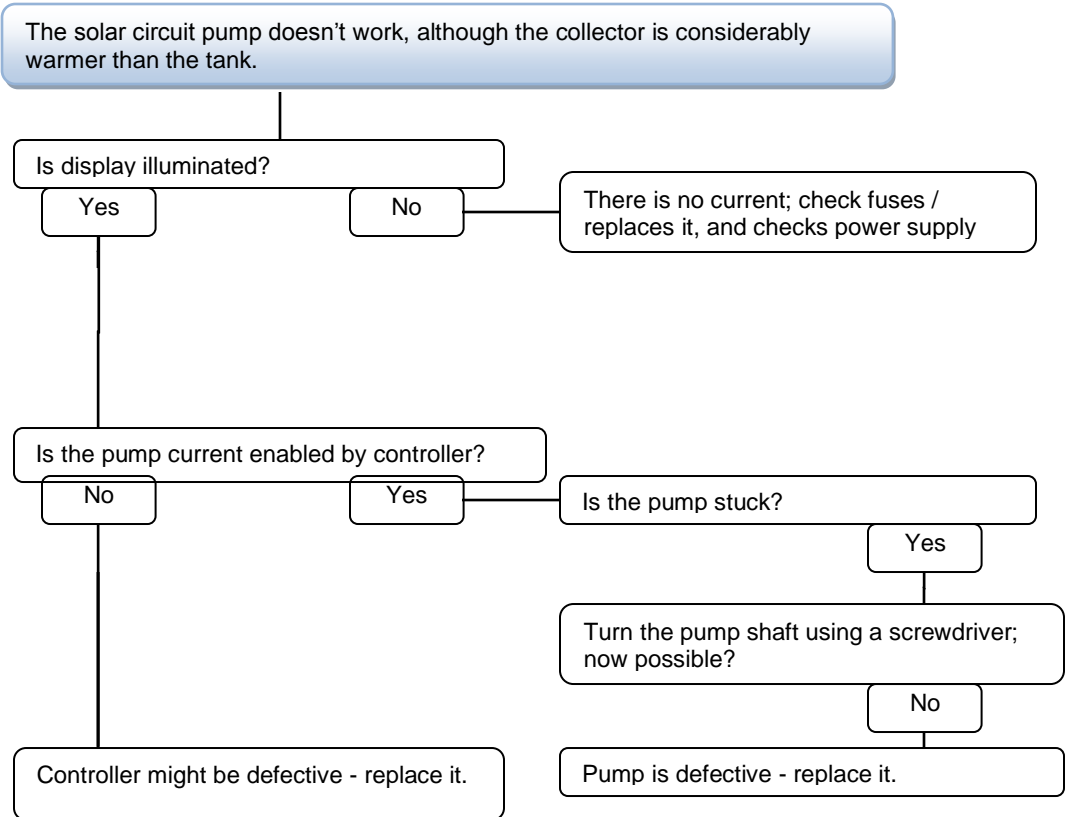 The solar circuit pump doesn’t work, although the collector is considerably
warmer than the tank.
Is display illuminated?
Yes
No
There is no current; check fuses /
replaces it, and checks power supply
Is the pump current enabled by controller?
No
Yes
Is the pump stuck?
Yes
Turn the pump shaft using a screwdriver;
now possible?
No
Controller might be defective - replace it.
Pump is defective - replace it.